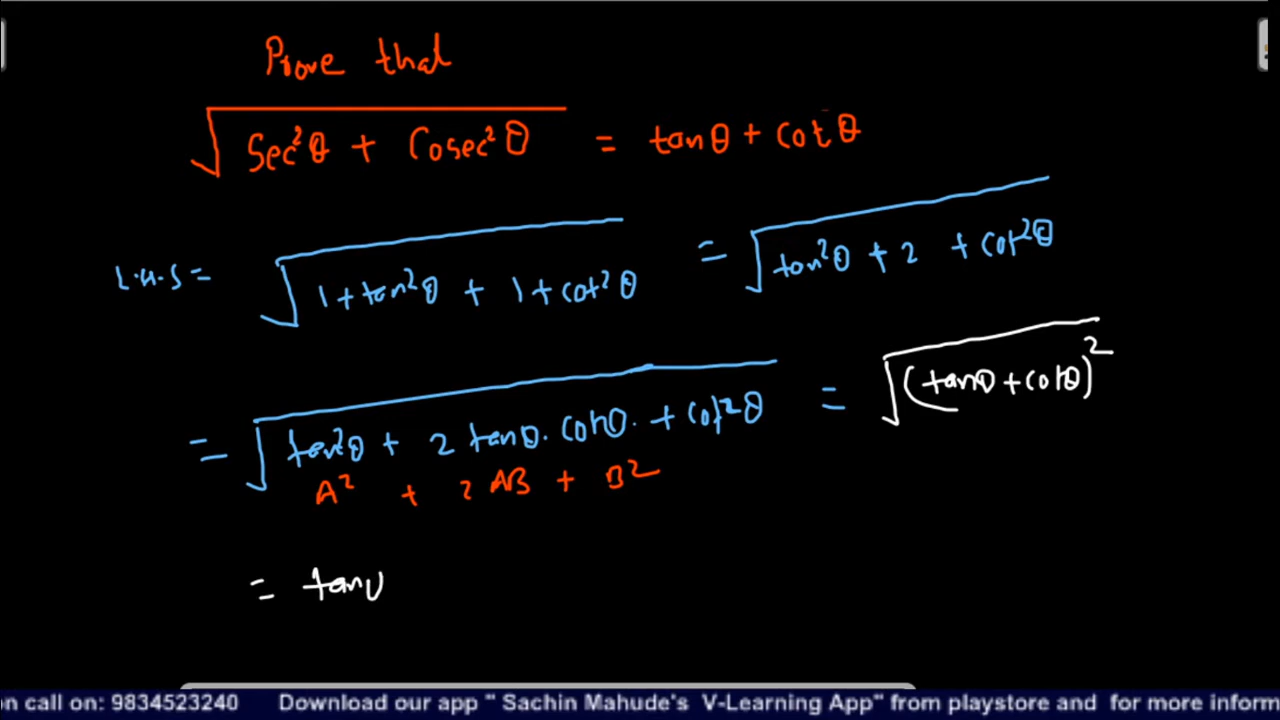 Prove that
√(Sec²θ + Cosec²θ) = tanθ + Cotθ
L.H.S = √(1 + tan²θ + 1 + cot²θ) = √(tan²θ + 2 + cot²θ)
= √(tan²θ + 2 tanθ. cotθ. + cot²θ) = √(tanθ + cotθ)²
A² + 2 AB + B²
= tan
n call on: 9834523240 Download our app " Sachin Mahude's V-Learning App" from playstore and for more inform